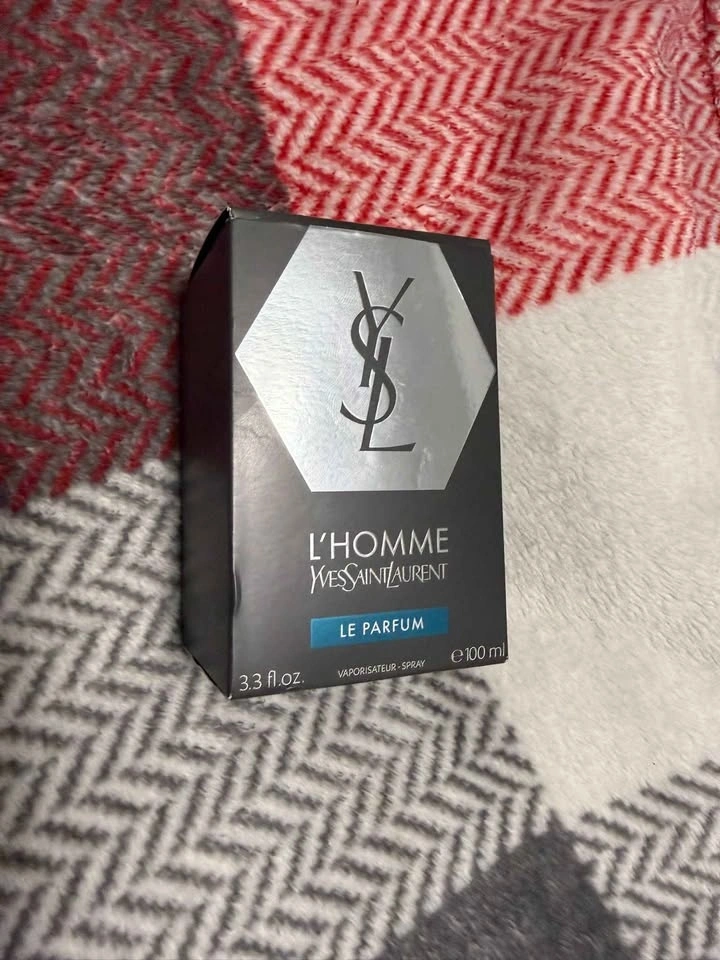 YSL
L'HOMME
YVESSAINTLAURENT
LE PARFUM
3.3 fl.oz. VAPORISATEUR-SPRAY ℮100 ml